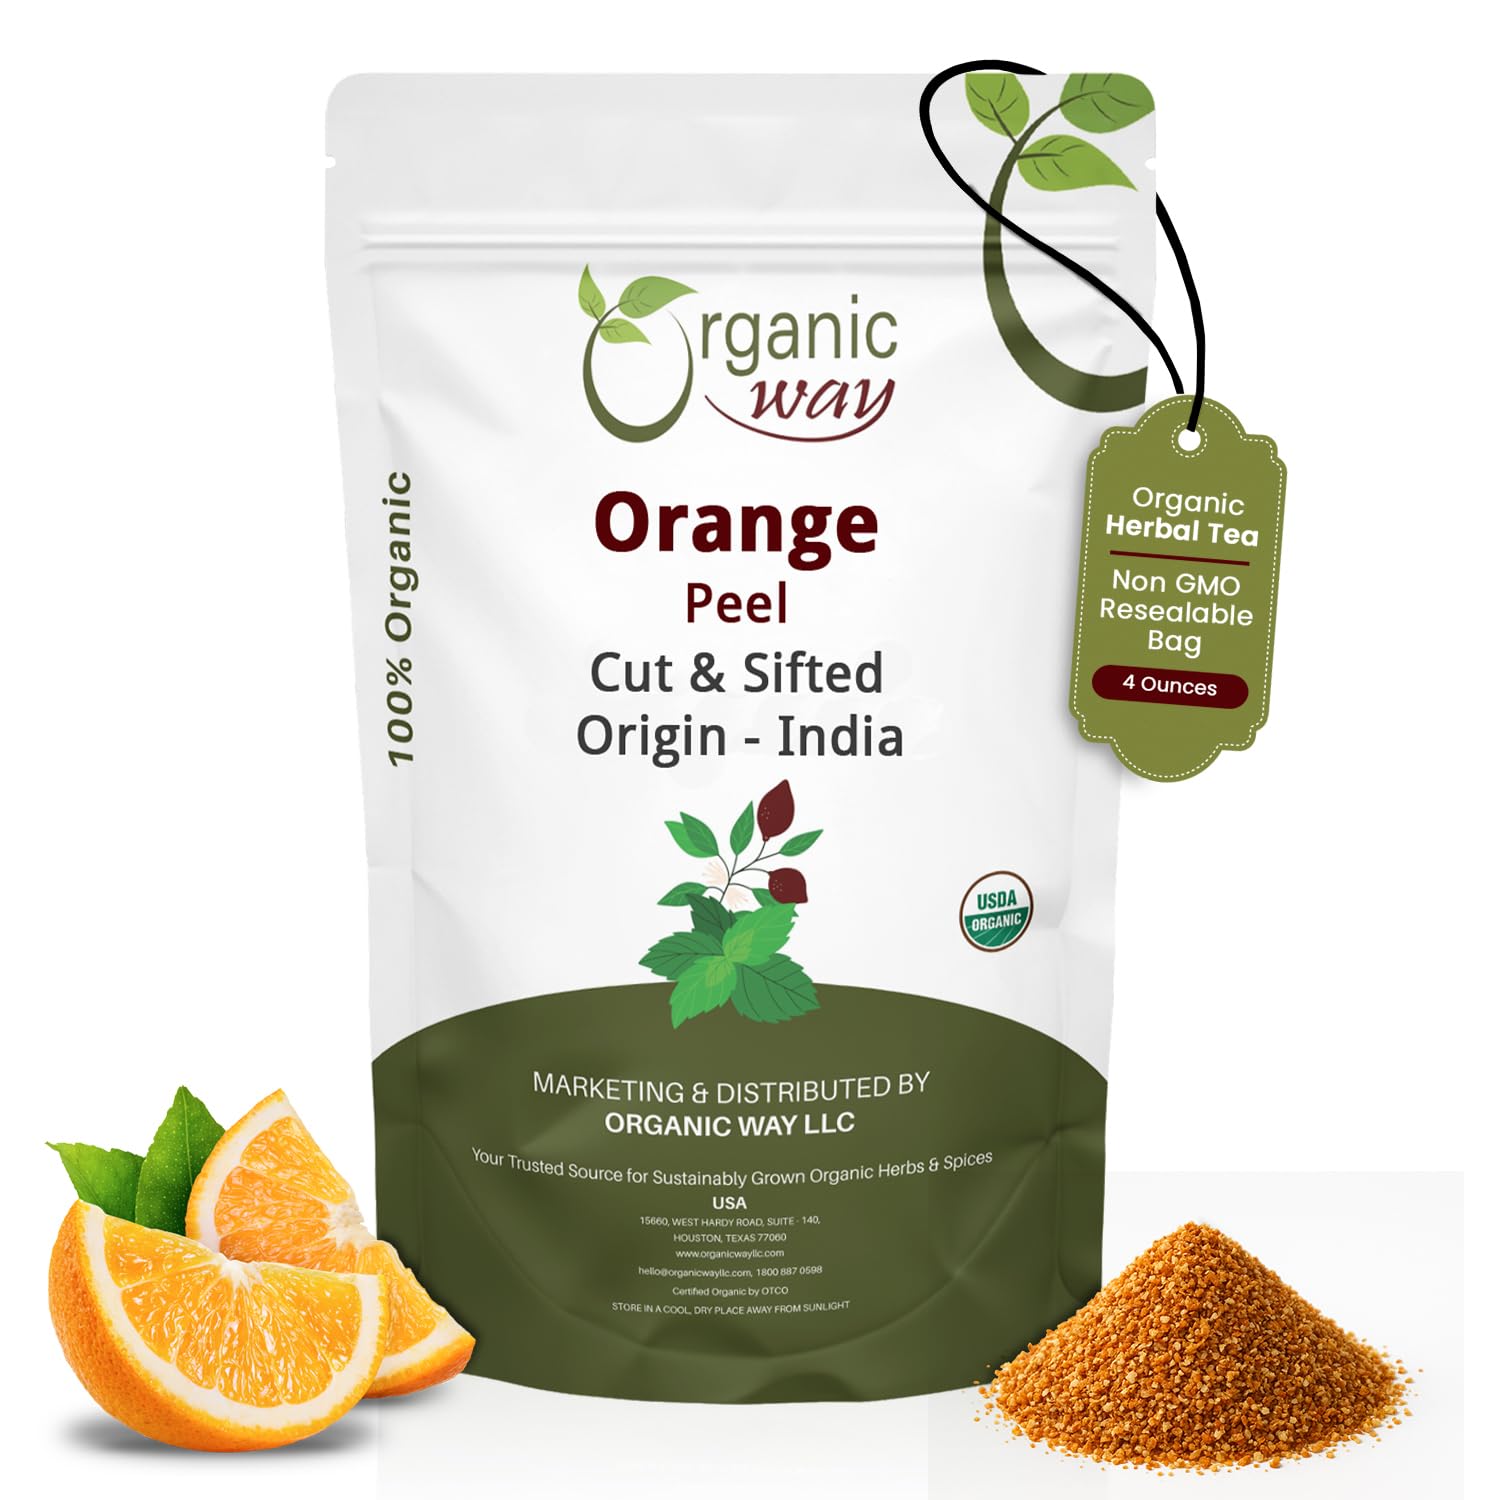 Organic
way
100% Organic
Orange
Peel
Cut & Sifted
Origin - India
Organic
Herbal Tea
Non GMO
Resealable
Bag
4 Ounces
USDA
ORGANIC
MARKETING & DISTRIBUTED BY
ORGANIC WAY LLC
Your Trusted Source for Sustainably Grown Organic Herbs & Spices
USA
15660, WEST HARDY ROAD, SUITE - 140,
HOUSTON, TEXAS 77060
www.organicwayllc.com
hello@organicwayllc.com, 1800 887 0598
Certified Organic by OTCO
STORE IN A COOL, DRY PLACE AWAY FROM SUNLIGHT